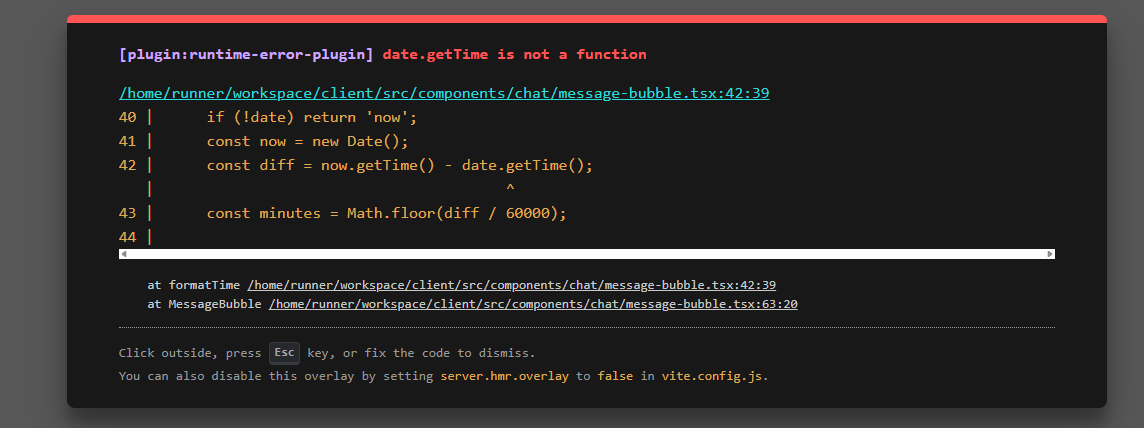 [plugin:runtime-error-plugin] date.getTime is not a function
/home/runner/workspace/client/src/components/chat/message-bubble.tsx:42:39
40 |      if (!date) return 'now';
41 |      const now = new Date();
42 |      const diff = now.getTime() - date.getTime();
   |                                        ^
43 |      const minutes = Math.floor(diff / 60000);
44 |
at formatTime /home/runner/workspace/client/src/components/chat/message-bubble.tsx:42:39
at MessageBubble /home/runner/workspace/client/src/components/chat/message-bubble.tsx:63:20
Click outside, press Esc key, or fix the code to dismiss.
You can also disable this overlay by setting server.hmr.overlay to false in vite.config.js.